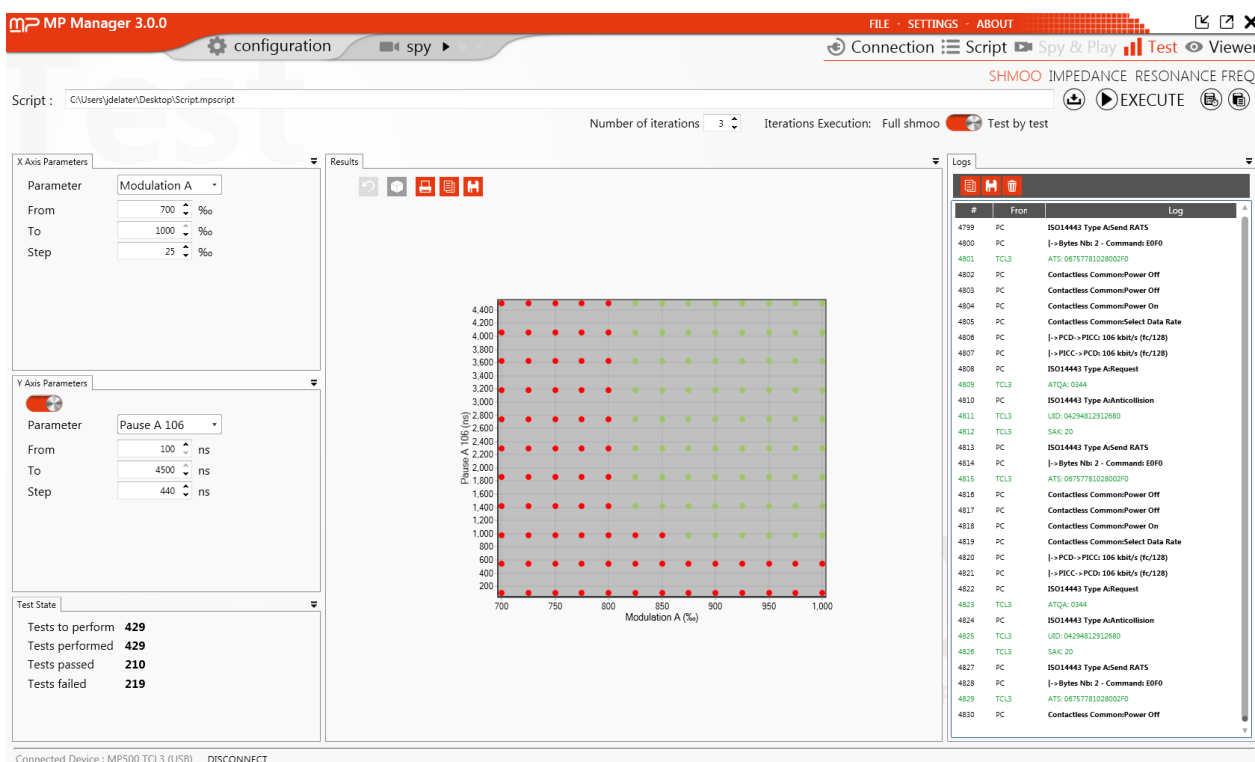 MP Manager 3.0.0
FILE - SETTINGS - ABOUT
configuration
spy
Connection Script Spy & Play Test Viewer
Test
SHMOO IMPEDANCE RESONANCE FREQ
Script : C:\Users\jdelater\Desktop\Script.mpscript
EXECUTE
Number of iterations 3 Iterations Execution: Full shmoo Test by test
X Axis Parameters
Parameter Modulation A
From 700 ‰
To 1000 ‰
Step 25 ‰
Y Axis Parameters
Parameter Pause A 106
From 100 ns
To 4500 ns
Step 440 ns
Test State
Tests to perform 429
Tests performed 429
Tests passed 210
Tests failed 219
Results
Pause A 106 (ns)
4,400
4,200
4,000
3,800
3,600
3,400
3,200
3,000
2,800
2,600
2,400
2,200
2,000
1,800
1,600
1,400
1,200
1,000
800
600
400
200
700 750 800 850 900 950 1,000
Modulation A (‰)
Logs
# Fron Log
4799 PC ISO14443 Type A:Send RATS
4800 PC |->Bytes Nb: 2 - Command: E0F0
4801 TCL3 ATS: 06757781028002F0
4802 PC Contactless Common:Power Off
4803 PC Contactless Common:Power Off
4804 PC Contactless Common:Power On
4805 PC Contactless Common:Select Data Rate
4806 PC |->PCD->PICC: 106 kbit/s (fc/128)
4807 PC |->PICC->PCD: 106 kbit/s (fc/128)
4808 PC ISO14443 Type A:Request
4809 TCL3 ATQA: 0344
4810 PC ISO14443 Type A:Anticollision
4811 TCL3 UID: 04294812912680
4812 TCL3 SAK: 20
4813 PC ISO14443 Type A:Send RATS
4814 PC |->Bytes Nb: 2 - Command: E0F0
4815 TCL3 ATS: 06757781028002F0
4816 PC Contactless Common:Power Off
4817 PC Contactless Common:Power Off
4818 PC Contactless Common:Power On
4819 PC Contactless Common:Select Data Rate
4820 PC |->PCD->PICC: 106 kbit/s (fc/128)
4821 PC |->PICC->PCD: 106 kbit/s (fc/128)
4822 PC ISO14443 Type A:Request
4823 TCL3 ATQA: 0344
4824 PC ISO14443 Type A:Anticollision
4825 TCL3 UID: 04294812912680
4826 TCL3 SAK: 20
4827 PC ISO14443 Type A:Send RATS
4828 PC |->Bytes Nb: 2 - Command: E0F0
4829 TCL3 ATS: 06757781028002F0
4830 PC Contactless Common:Power Off
Connected Device : MP500 TCL3 (USB) DISCONNECT